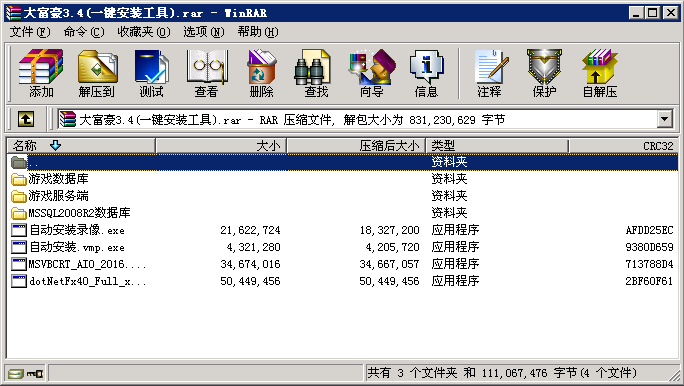 大富豪3.4(一键安装工具).rar - WinRAR
文件(F) 命令(C) 收藏夹(O) 选项(N) 帮助(H)
添加 解压到 测试 查看 删除 查找 向导 信息 注释 保护 自解压
大富豪3.4(一键安装工具).rar - RAR 压缩文件, 解包大小为 831,230,629 字节
名称 大小 压缩后大小 类型 CRC32
.. 资料夹
游戏数据库 资料夹
游戏服务端 资料夹
MSSQL2008R2数据库 资料夹
自动安装录像.exe 21,622,724 18,327,200 应用程序 AFDD25EC
自动安装.vmp.exe 4,321,280 4,205,720 应用程序 9380D659
MSVBCRT_AIO_2016.... 34,674,016 34,667,057 应用程序 713788D4
dotNetFx40_Full_x... 50,449,456 50,449,456 应用程序 2BF60F61
共有 3 个文件夹 和 111,067,476 字节(4 个文件)